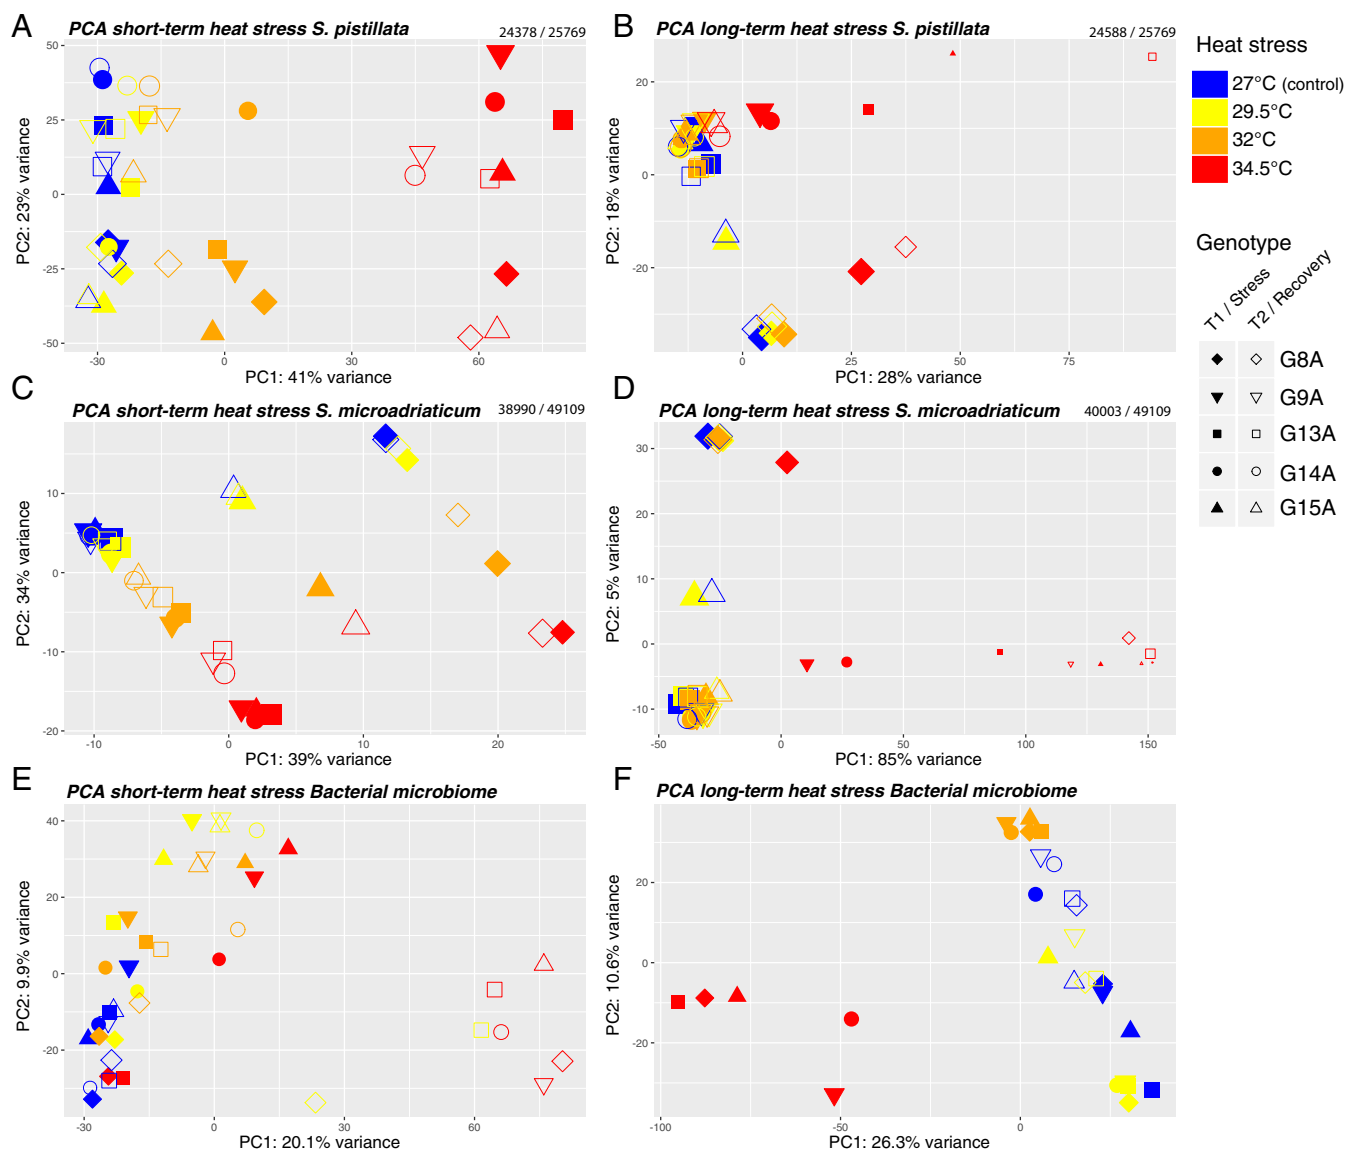 A
PCA short-term heat stress S. pistillata
24378 / 25769
50
25
0
-25
-50
PC2: 23% variance
-30
0
30
60
PC1: 41% variance
B
PCA long-term heat stress S. pistillata
24588 / 25769
20
0
-20
PC2: 18% variance
0
25
50
75
PC1: 28% variance
Heat stress
27°C (control)
29.5°C
32°C
34.5°C
Genotype
T1 / Stress
T2 / Recovery
G8A
G9A
G13A
G14A
G15A
C
PCA short-term heat stress S. microadriaticum
38990 / 49109
10
0
-10
-20
PC2: 34% variance
-10
0
10
20
PC1: 39% variance
D
PCA long-term heat stress S. microadriaticum
40003 / 49109
30
20
10
0
-10
PC2: 5% variance
-50
0
50
100
150
PC1: 85% variance
E
PCA short-term heat stress Bacterial microbiome
40
20
0
-20
PC2: 9.9% variance
-30
0
30
60
PC1: 20.1% variance
F
PCA long-term heat stress Bacterial microbiome
20
0
-20
PC2: 10.6% variance
-100
-50
0
PC1: 26.3% variance